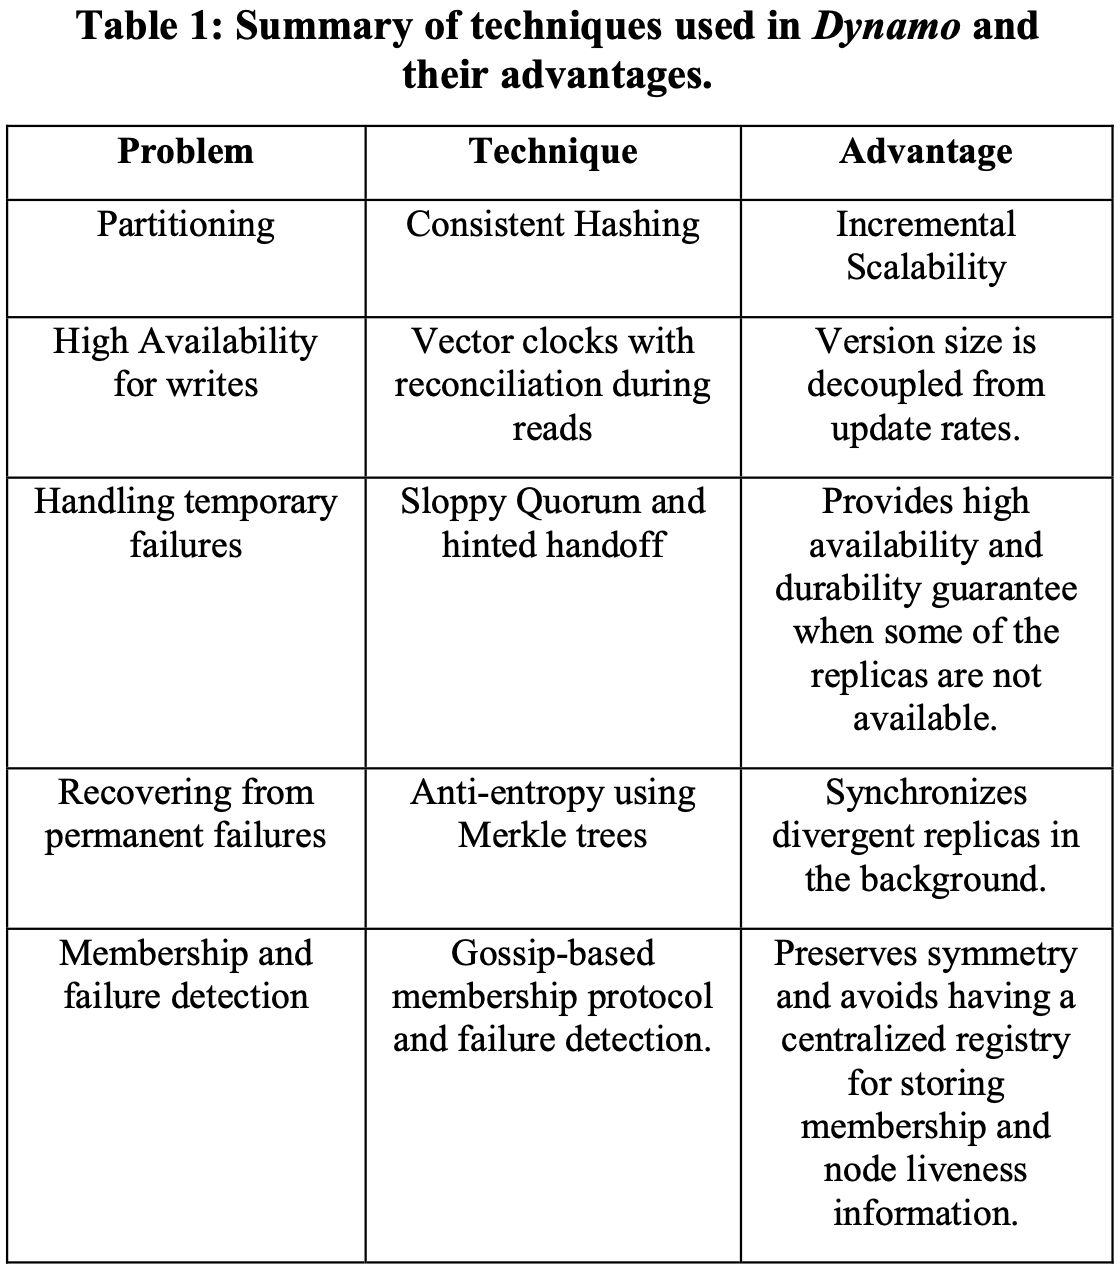 Table 1: Summary of techniques used in Dynamo and
their advantages.
Problem
Technique
Advantage
Partitioning
Consistent Hashing
Incremental
Scalability
High Availability
for writes
Vector clocks with
reconciliation during
reads
Version size is
decoupled from
update rates.
Handling temporary
failures
Sloppy Quorum and
hinted handoff
Provides high
availability and
durability guarantee
when some of the
replicas are not
available.
Recovering from
permanent failures
Anti-entropy using
Merkle trees
Synchronizes
divergent replicas in
the background.
Membership and
failure detection
Gossip-based
membership protocol
and failure detection.
Preserves symmetry
and avoids having a
centralized registry
for storing
membership and
node liveness
information.